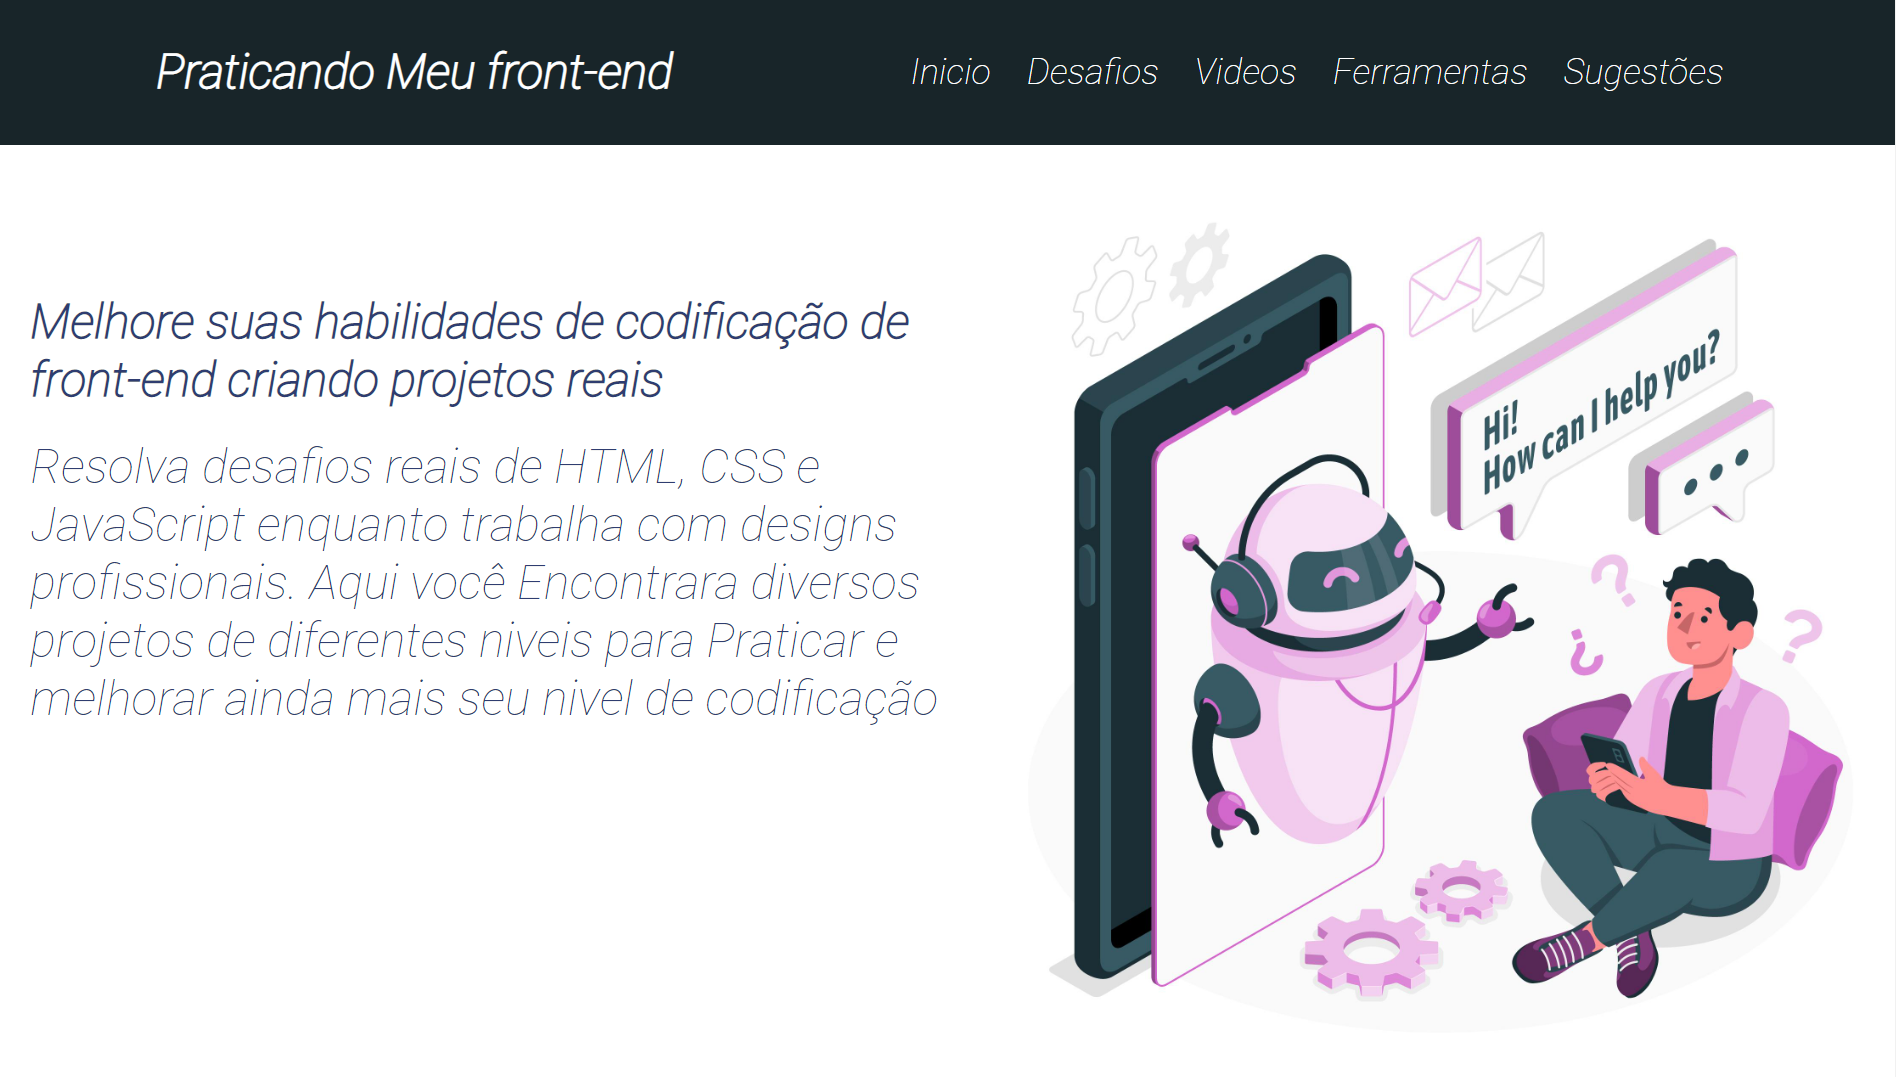 Praticando Meu front-end
Inicio Desafios Videos Ferramentas Sugestões
Melhore suas habilidades de codificação de
front-end criando projetos reais
Resolva desafios reais de HTML, CSS e
JavaScript enquanto trabalha com designs
profissionais. Aqui você Encontrara diversos
projetos de diferentes niveis para Praticar e
melhorar ainda mais seu nivel de codificação
Hi!
How can I help you?